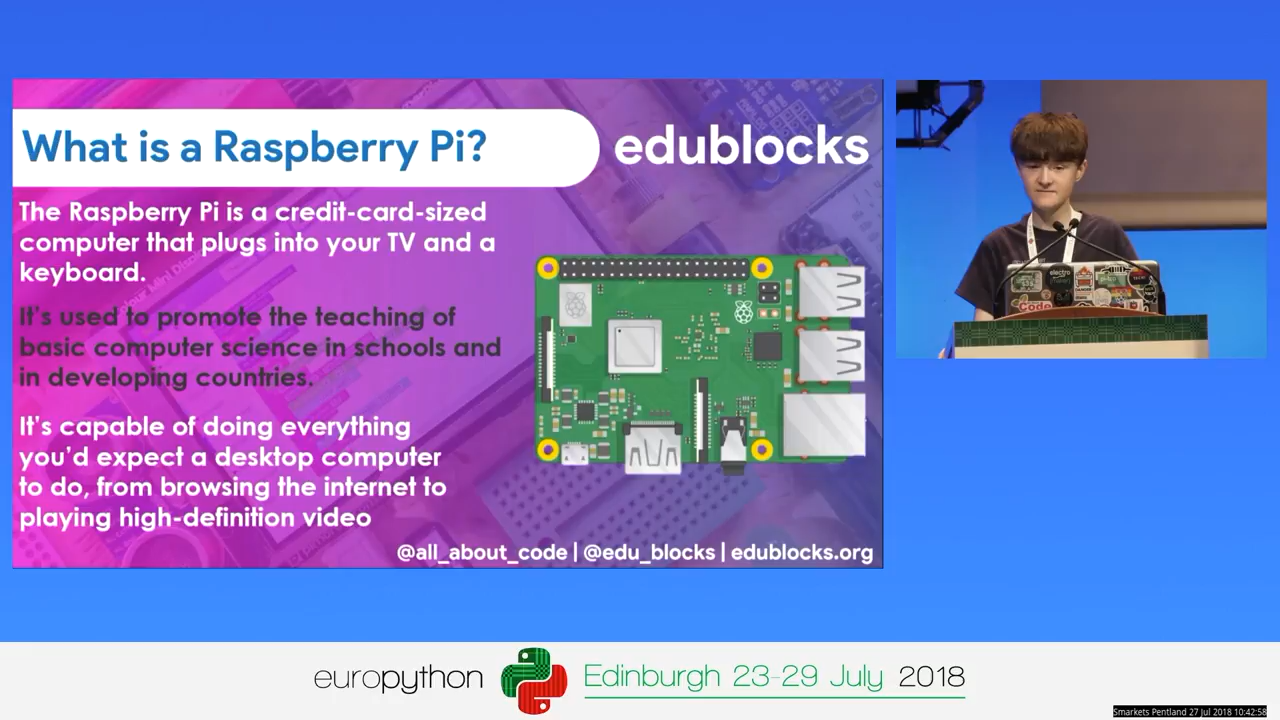 What is a Raspberry Pi?
edublocks
The Raspberry Pi is a credit-card-sized
computer that plugs into your TV and a
keyboard.
It's used to promote the teaching of
basic computer science in schools and
in developing countries.
It's capable of doing everything
you'd expect a desktop computer
to do, from browsing the internet to
playing high-definition video
@all_about_code | @edu_blocks | edublocks.org
electro
Code
europython
Edinburgh 23-29 July 2018
Smarkets Pentland 27 Jul 2018 10:42:58